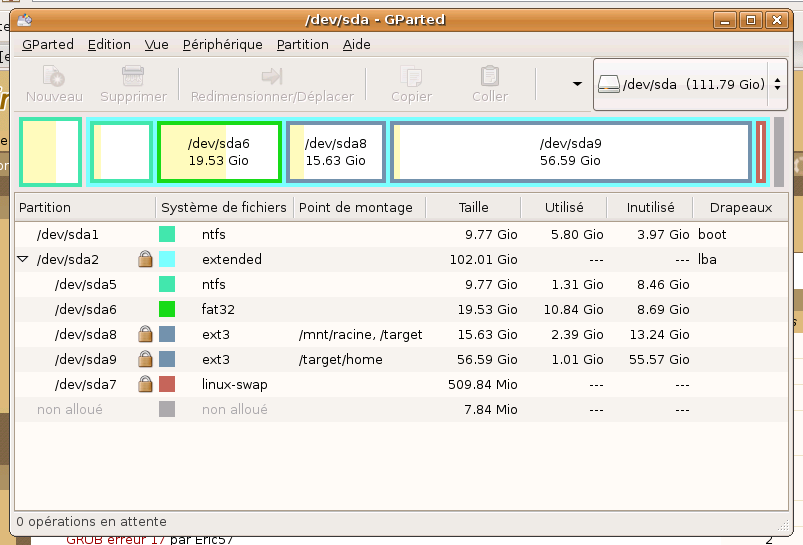 /dev/sda - GParted
GParted Edition Vue Périphérique Partition Aide
Nouveau Supprimer Redimensionner/Déplacer Copier Coller /dev/sda (111.79 Gio)
/dev/sda6 /dev/sda8 /dev/sda9
19.53 Gio 15.63 Gio 56.59 Gio
Partition Système de fichiers Point de montage Taille Utilisé Inutilisé Drapeaux
/dev/sda1 ntfs 9.77 Gio 5.80 Gio 3.97 Gio boot
/dev/sda2 extended 102.01 Gio --- --- lba
/dev/sda5 ntfs 9.77 Gio 1.31 Gio 8.46 Gio
/dev/sda6 fat32 19.53 Gio 10.84 Gio 8.69 Gio
/dev/sda8 ext3 /mnt/racine, /target 15.63 Gio 2.39 Gio 13.24 Gio
/dev/sda9 ext3 /target/home 56.59 Gio 1.01 Gio 55.57 Gio
/dev/sda7 linux-swap 509.84 Mio --- ---
non alloué non alloué 7.84 Mio --- ---
0 opérations en attente
GRUB erreur 17 par Eric57 2